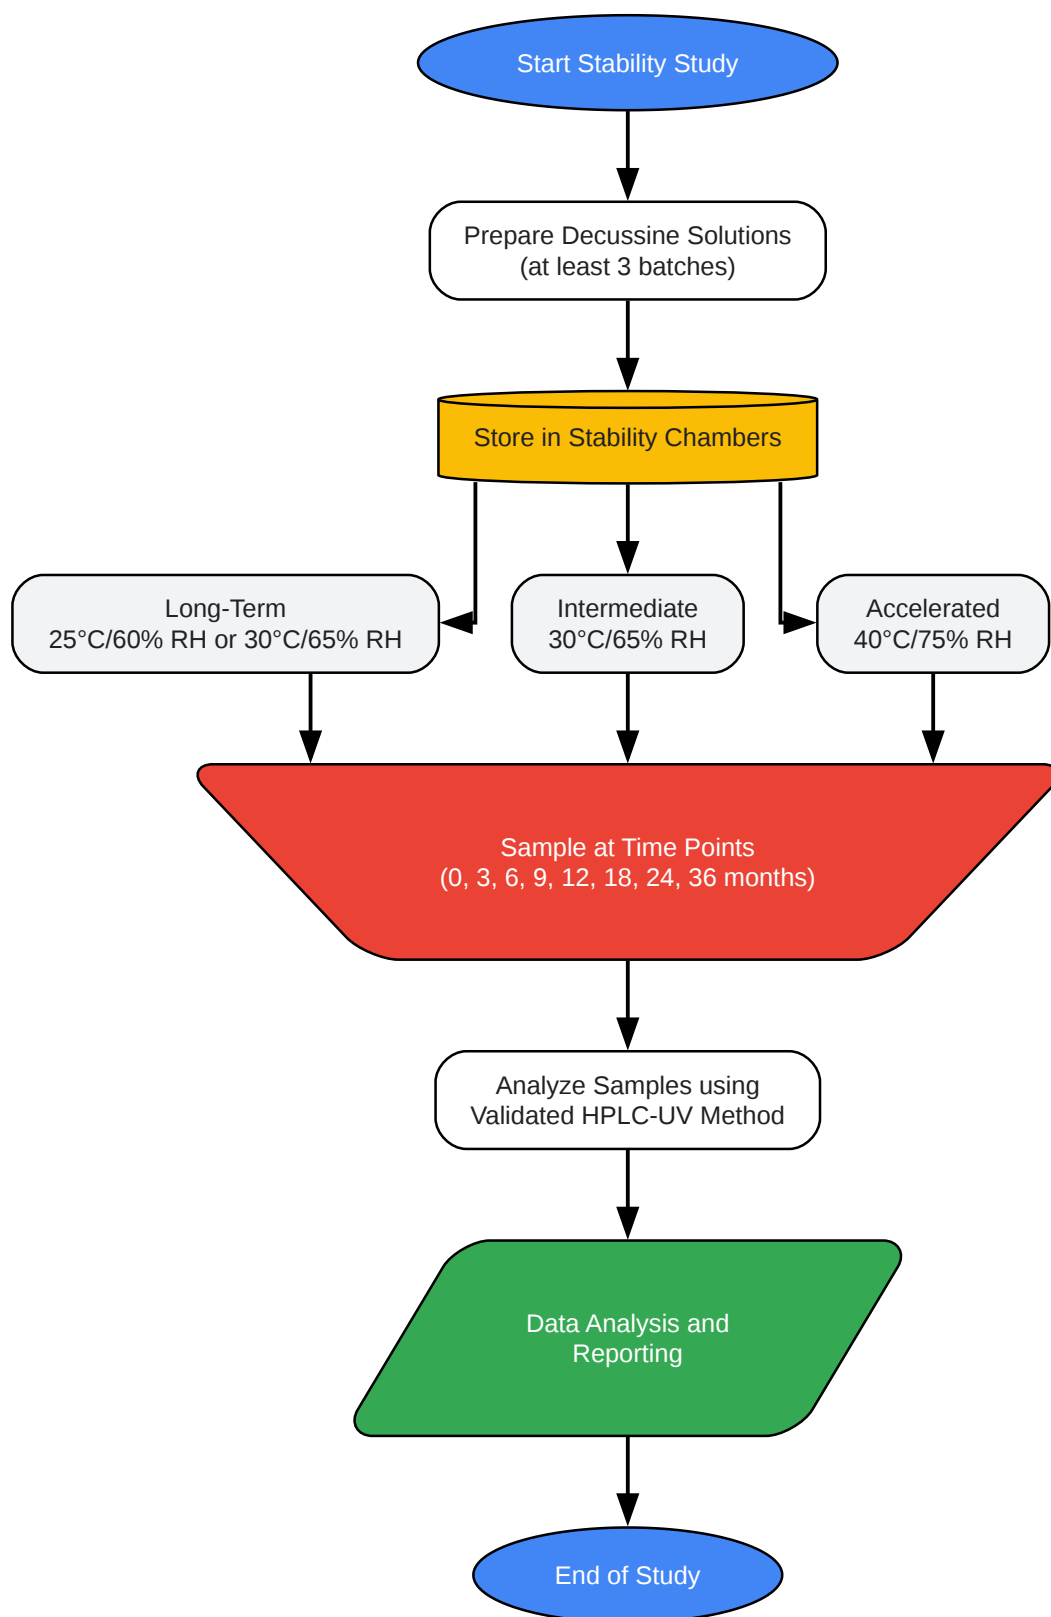 Start Stability Study
Prepare Decussine Solutions
(at least 3 batches)
Store in Stability Chambers
Long-Term
25°C/60% RH or 30°C/65% RH
Intermediate
30°C/65% RH
Accelerated
40°C/75% RH
Sample at Time Points
(0, 3, 6, 9, 12, 18, 24, 36 months)
Analyze Samples using
Validated HPLC-UV Method
Data Analysis and
Reporting
End of Study